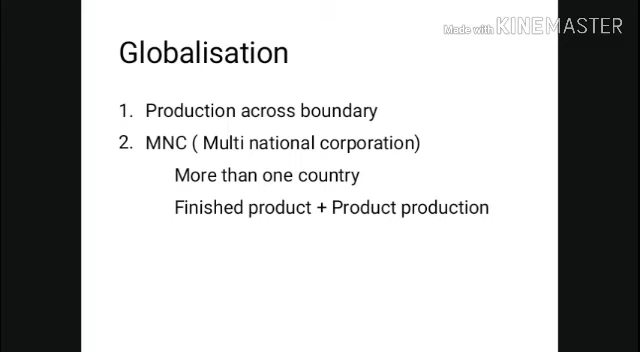 Made with KINEMASTER
Globalisation
1. Production across boundary
2. MNC ( Multi national corporation)
More than one country
Finished product + Product production